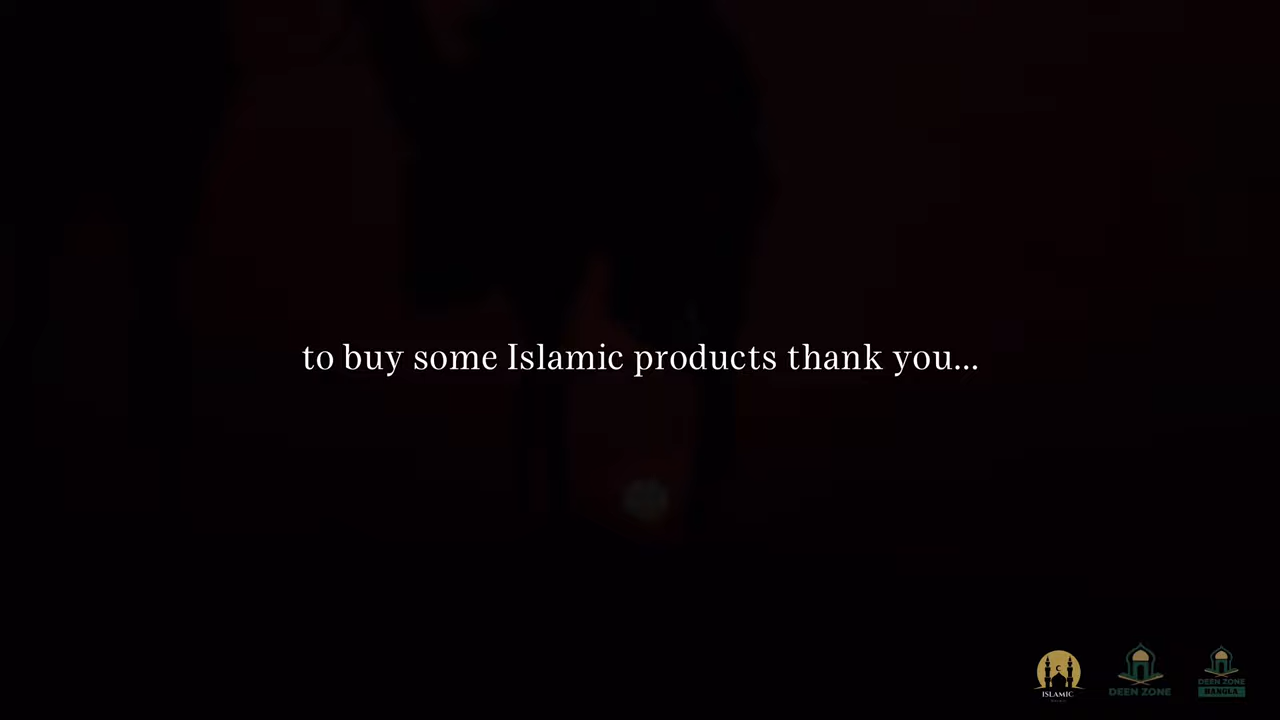 to buy some Islamic products thank you...
ISLAMIC
DEEN ZONE
DEEN ZONE
BANGLA